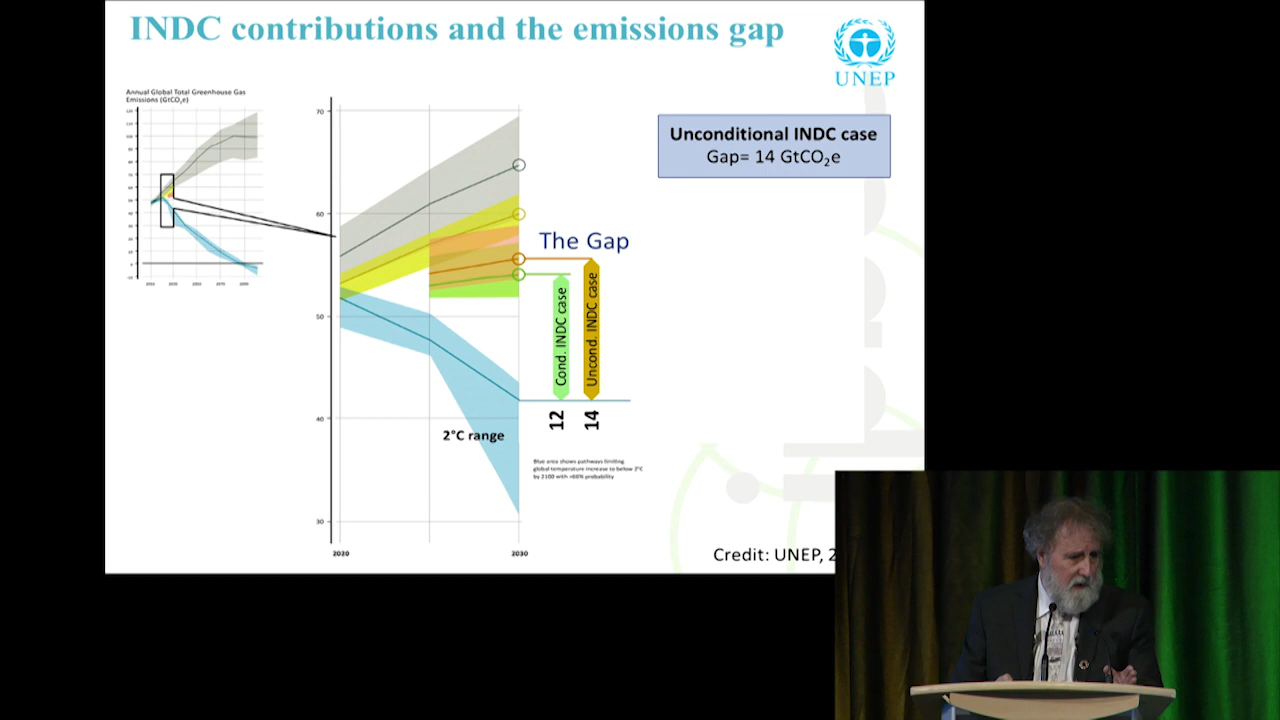 INDC contributions and the emissions gap
UNEP
Annual Global Total Greenhouse Gas
Emissions (GtCO₂e)
Unconditional INDC case
Gap= 14 GtCO₂e
70
60
50
40
30
2020
2030
The Gap
Cond. INDC case
Uncond. INDC case
12
14
2°C range
Blue area shows pathways limiting
global temperature increase to below 2°C
by 2100 with >66% probability
Credit: UNEP, 2